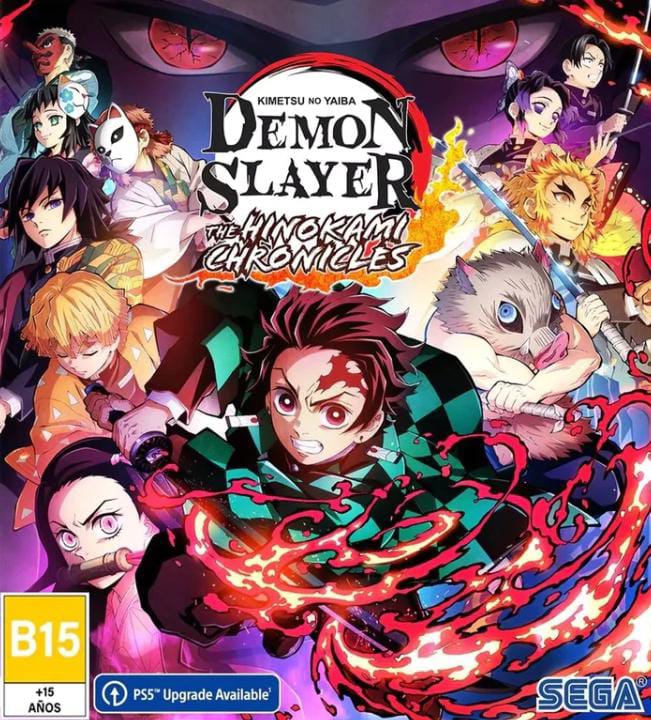 KIMETSU NO YAIBA
DEMON
SLAYER
THE HINOKAMI
CHRONICLES
B15
+15
AÑOS
PS5™ Upgrade Available¹
SEGA®